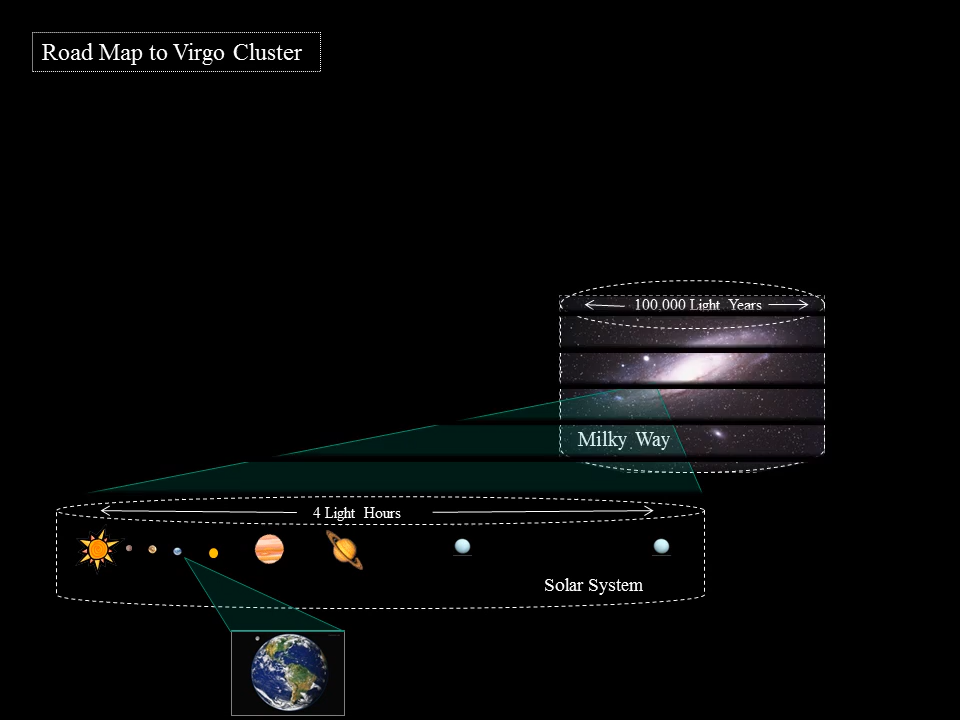 Road Map to Virgo Cluster
100,000 Light Years
Milky Way
4 Light Hours
Solar System